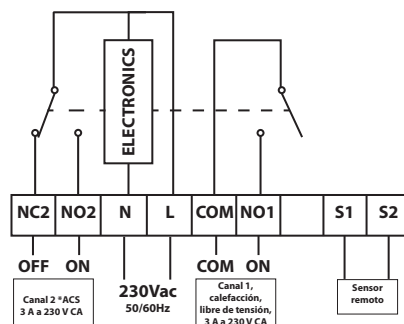 ELECTRONICS
NC2 NO2 N L COM NO1 S1 S2
OFF ON COM ON
230Vac
50/60Hz
Canal 2 *ACS
3 A a 230 V CA
Canal 1,
calefacción,
libre de tensión,
3 A a 230 V CA
Sensor
remoto